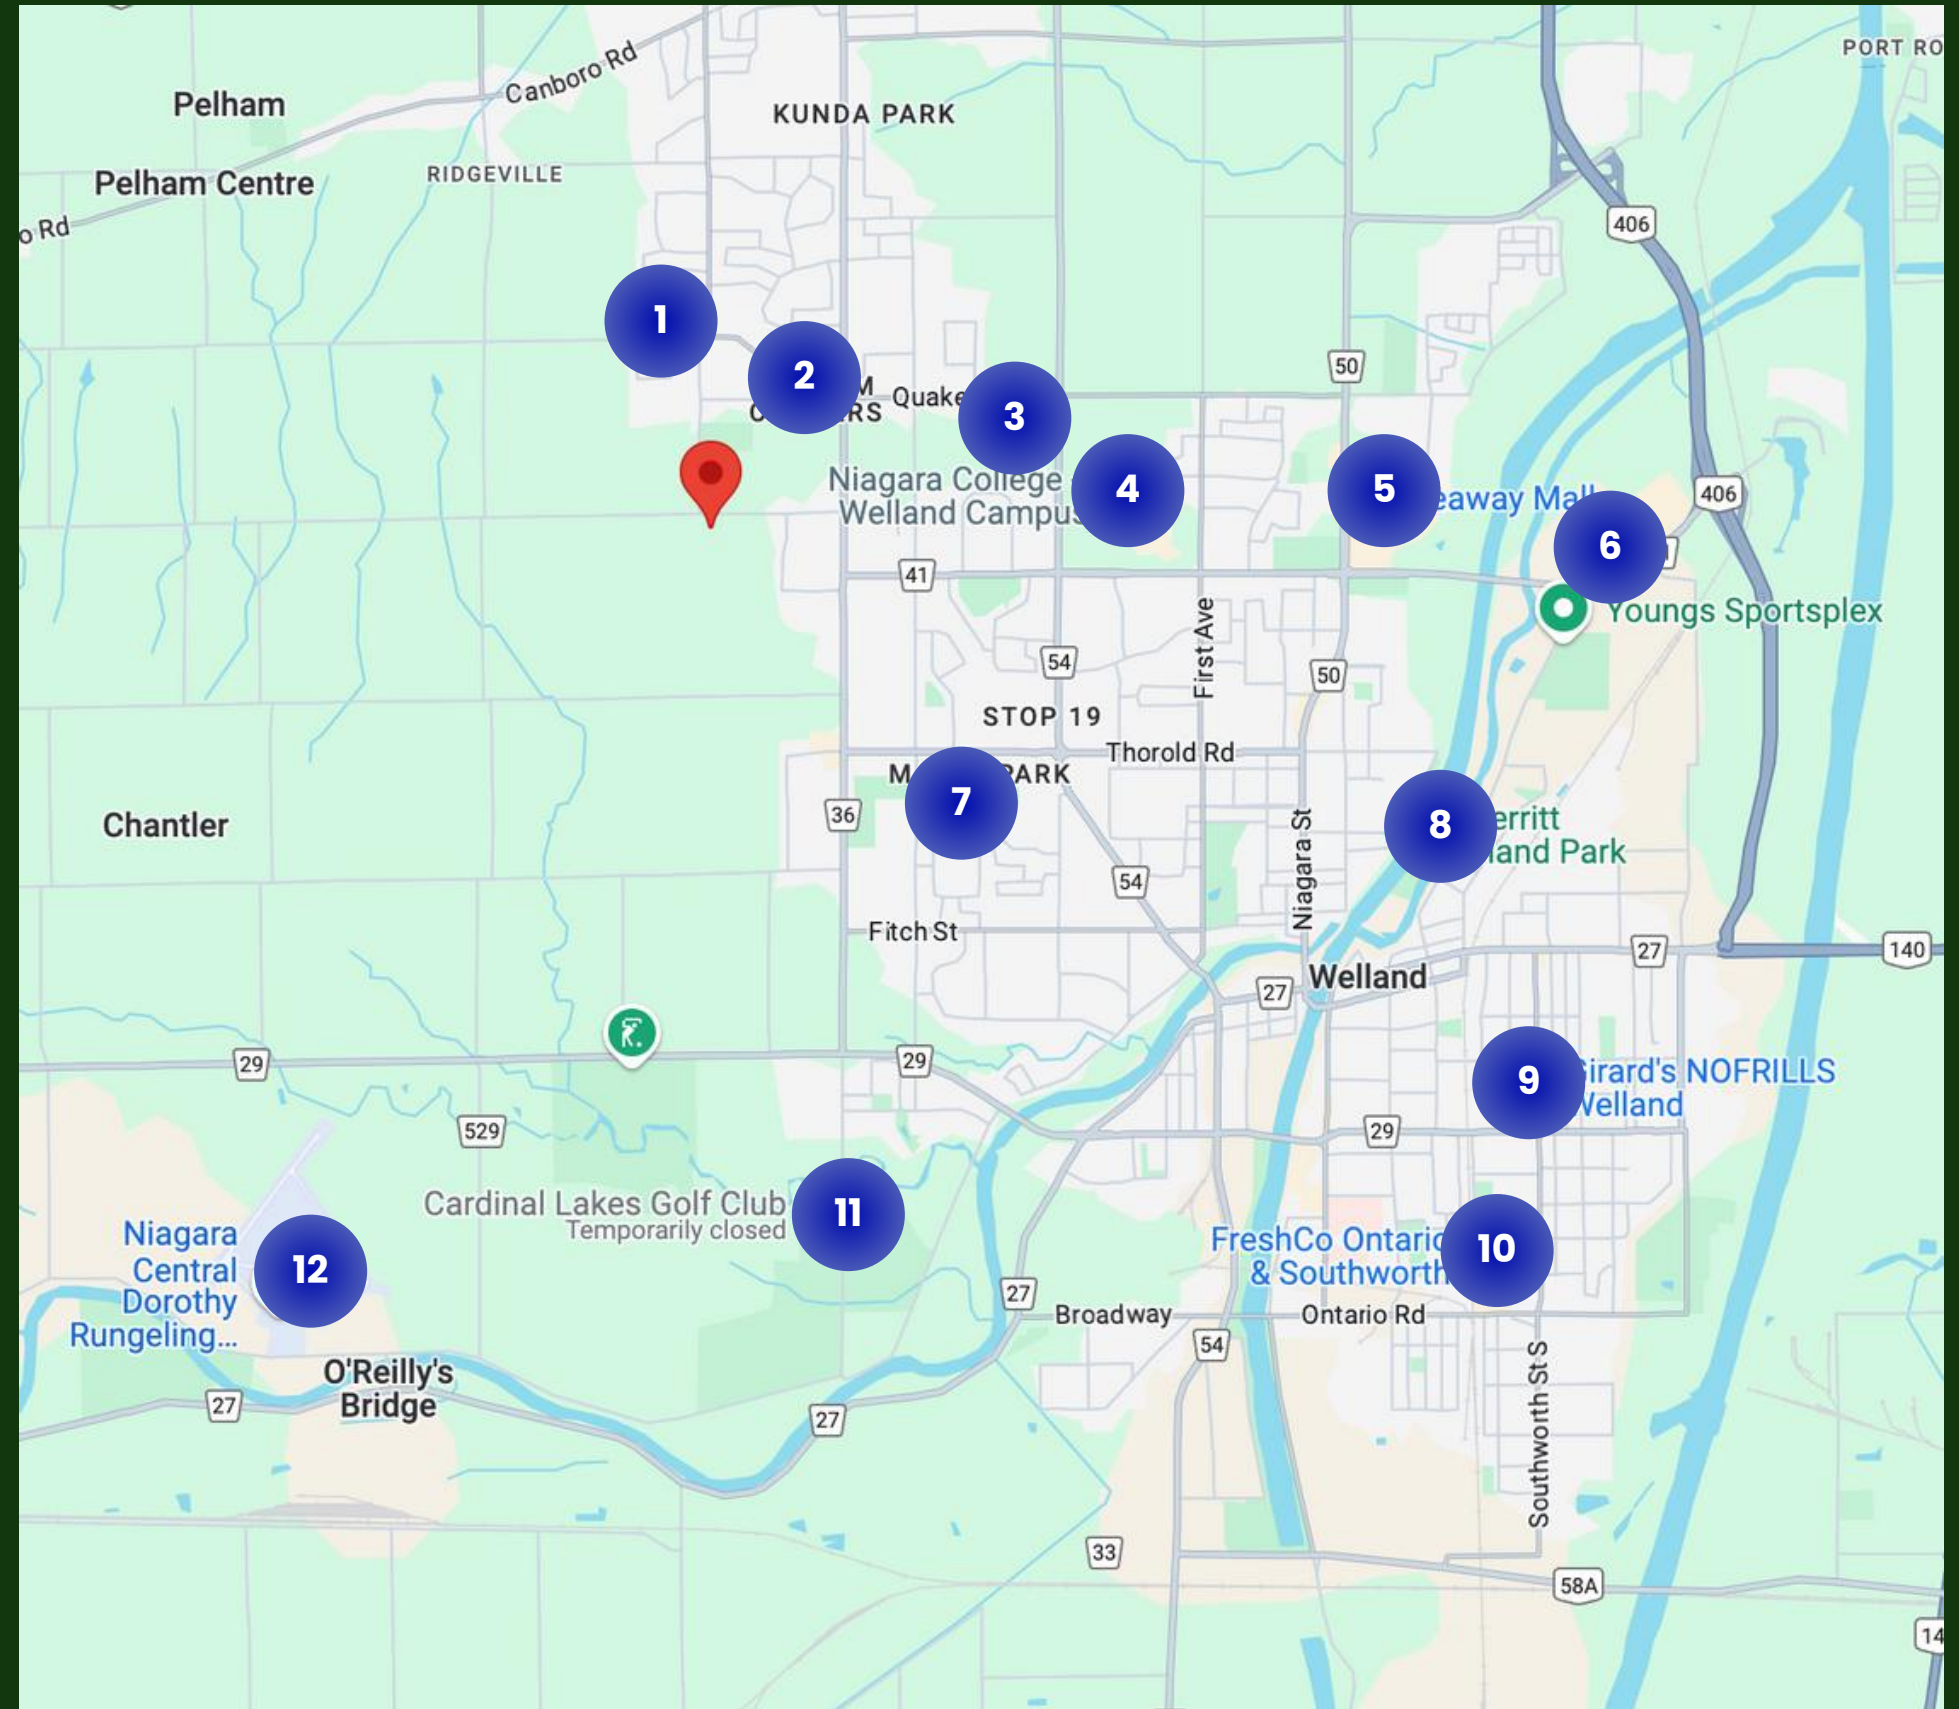 PORT RO
Canboro Rd
Pelham
KUNDA PARK
RIDGEVILLE
Pelham Centre
o Rd
406
1
50
2
Quake
3
Niagara College
Welland Campus
4
5
eaway Mall
406
6
41
Youngs Sportsplex
First Ave
54
50
STOP 19
Thorold Rd
PARK
7
36
Chantler
8
erritt
land Park
Niagara St
54
Fitch St
27
140
Welland
27
29
29
9
irard's NOFRILLS
Welland
529
29
Cardinal Lakes Golf Club
Temporarily closed
11
Niagara
Central
Dorothy
Rungeling...
12
FreshCo Ontario
& Southworth
10
27
Broadway
Ontario Rd
54
O'Reilly's
Bridge
27
27
Southworth St S
33
58A
14